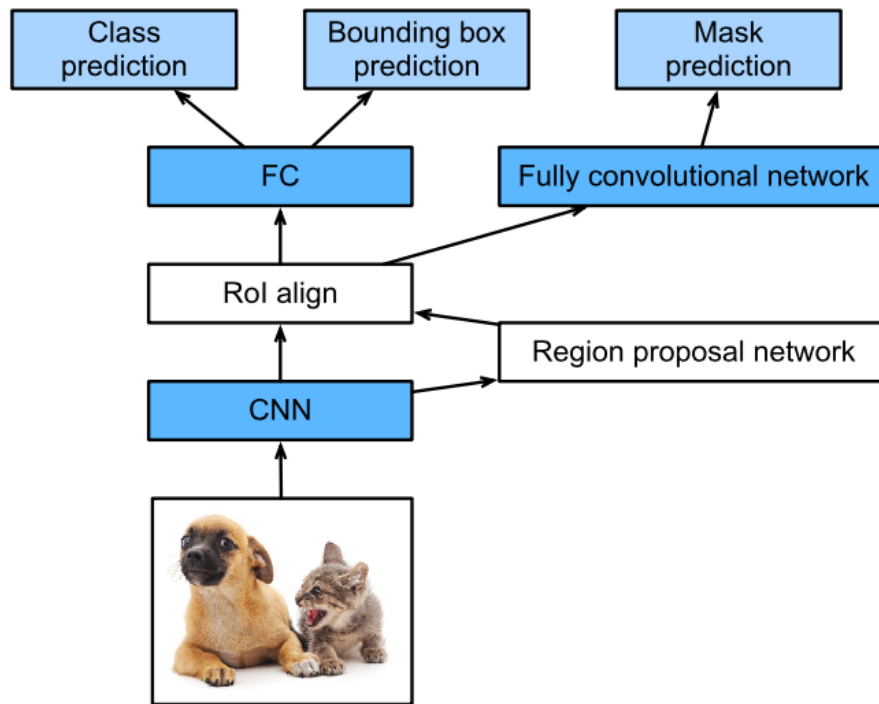 Class
prediction
Bounding box
prediction
Mask
prediction
FC
Fully convolutional network
RoI align
Region proposal network
CNN